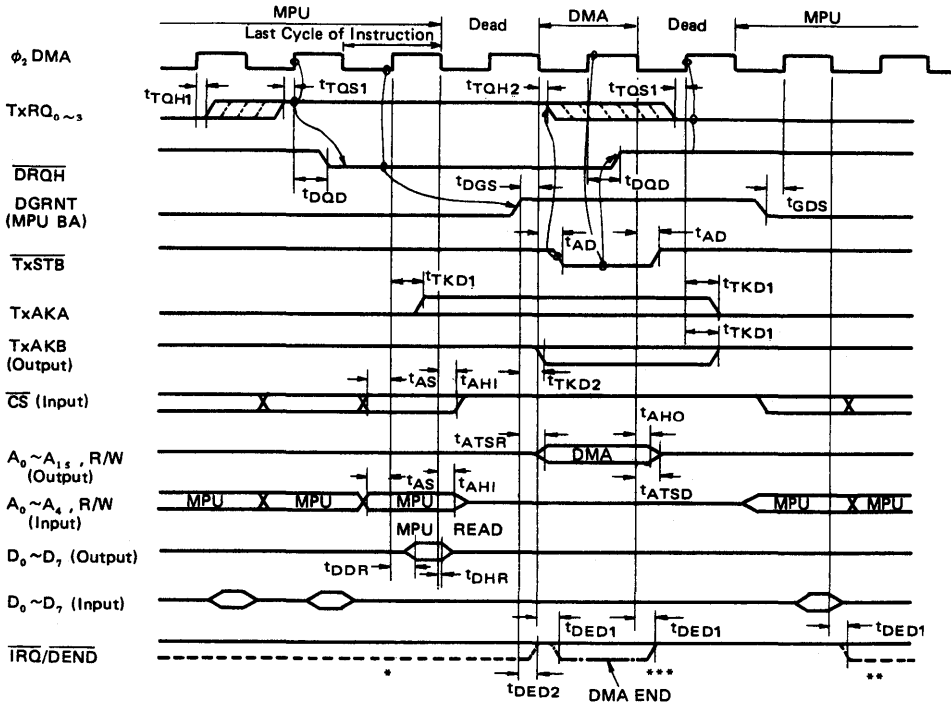 MPU Dead DMA Dead MPU
Last Cycle of Instruction
ϕ₂ DMA
tTQH1 tTQS1 tTQH2 tTQS1
TxRQ₀~₃
DRQH
tDQD tDGS tDQD
DGRNT
(MPU BA)
tGDS
tAD tAD
TxSTB
tTKD1 tTKD1
TxAKA
tTKD1
TxAKB
(Output)
tAS tAHI tTKD2
CS (Input)
tAHO
tATSR
A₀~A₁₅, R/W
(Output)
DMA
tAS tAHI tATSD
A₀~A₄, R/W
(Input)
MPU MPU MPU MPU MPU
MPU READ
D₀~D₇ (Output)
tDDR tDHR
D₀~D₇ (Input)
tDED1 tDED1 tDED1
IRQ/DEND
* *** **
tDED2 DMA END